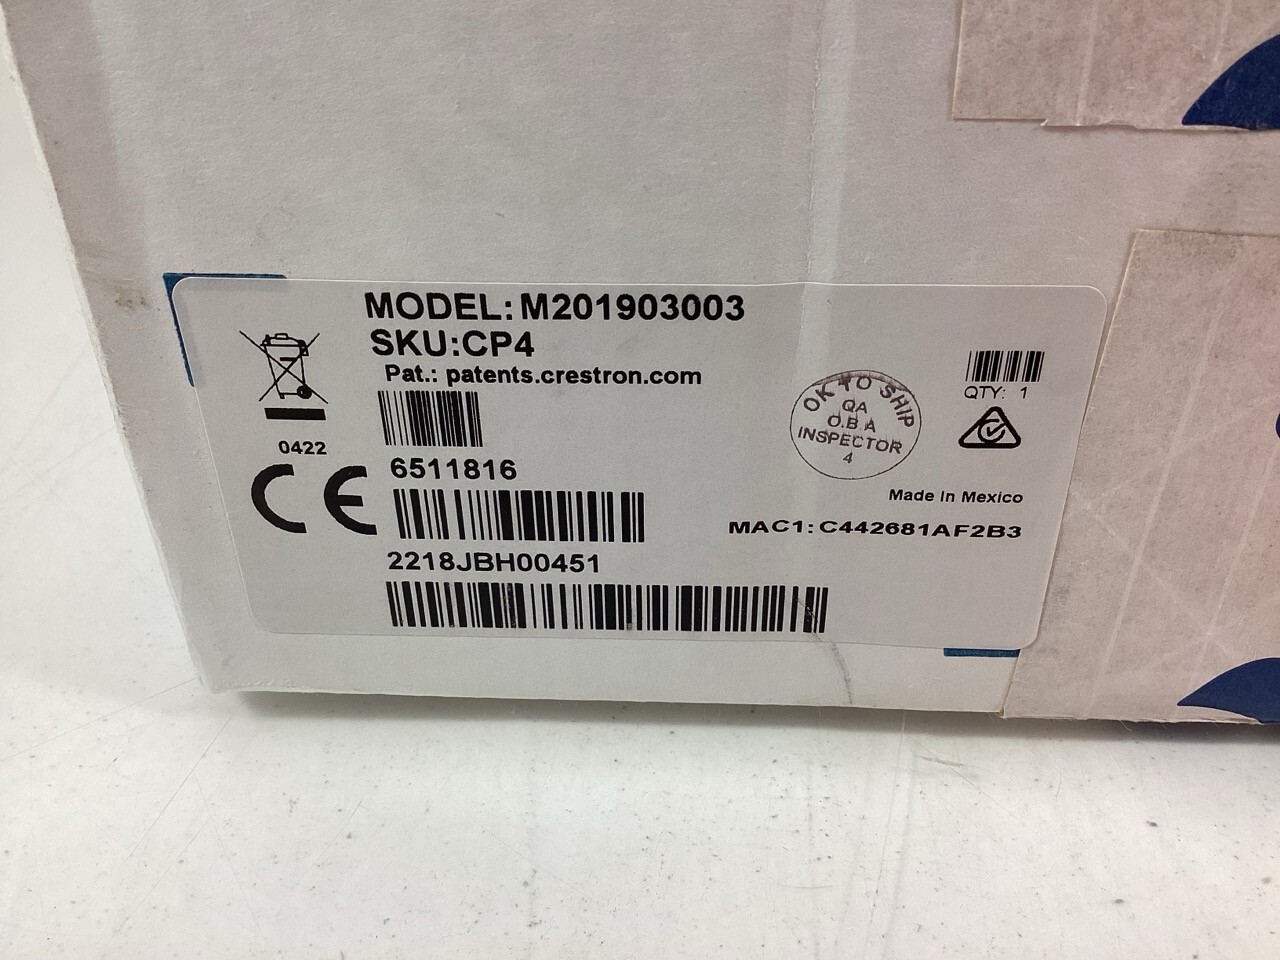 MODEL: M201903003
SKU:CP4
Pat.: patents.crestron.com
OK TO SHIP
QA
O.B.A
INSPECTOR
4
QTY: 1
0422
CE
6511816
Made In Mexico
MAC1: C442681AF2B3
2218JBH00451